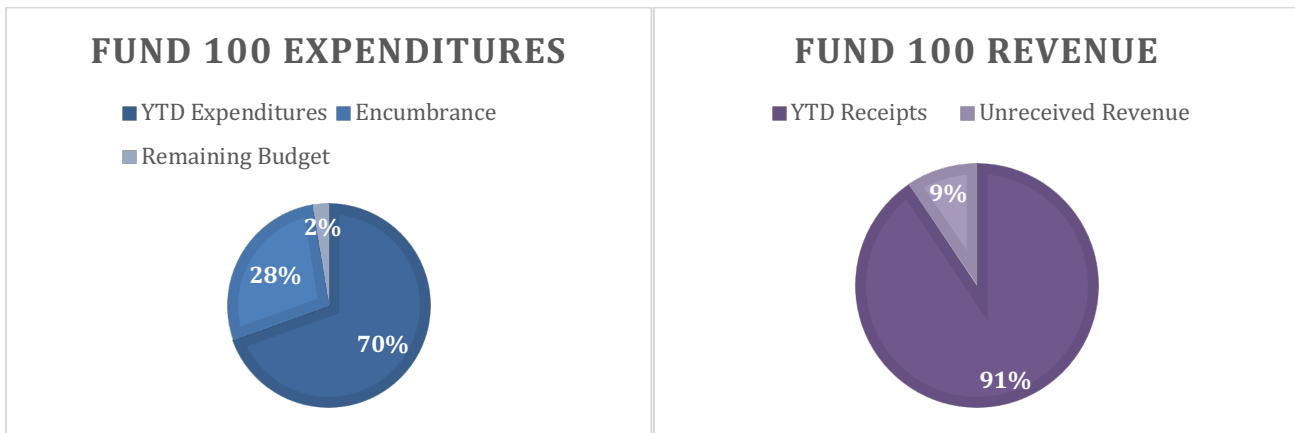 FUND 100 EXPENDITURES
YTD Expenditures Encumbrance
Remaining Budget
2%
28%
70%
FUND 100 REVENUE
YTD Receipts Unreceived Revenue
9%
91%